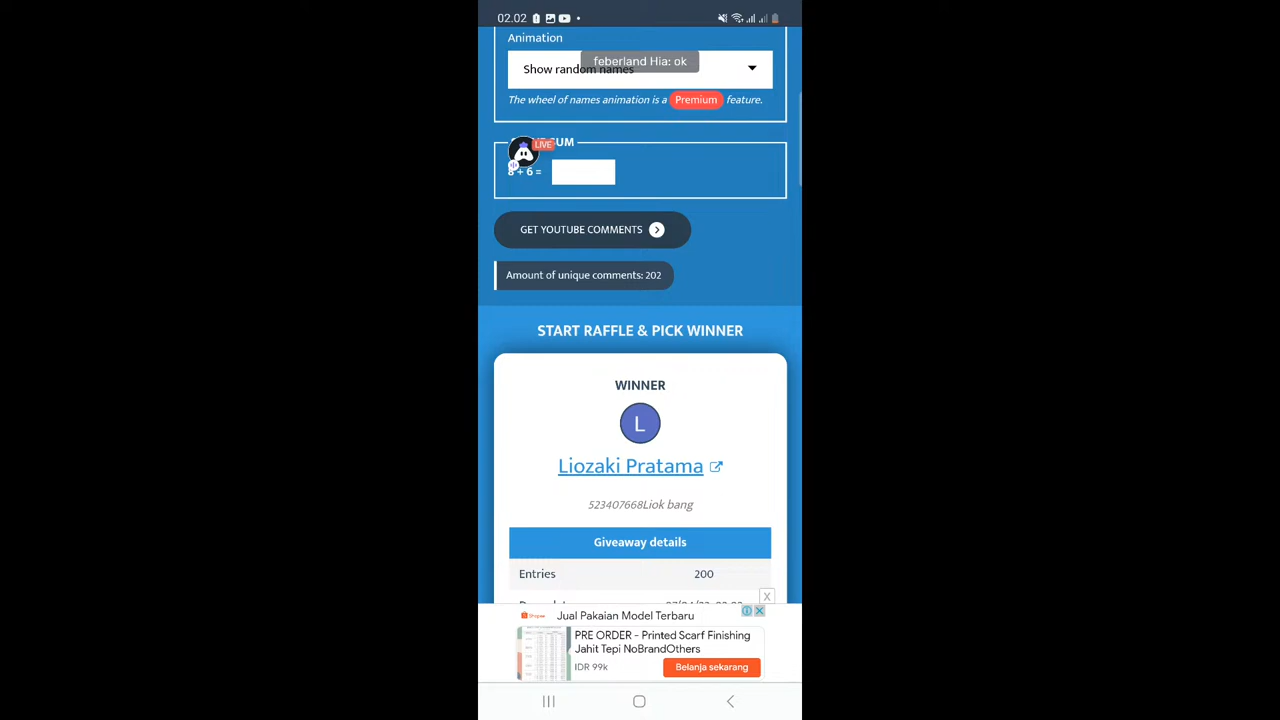 02.02
Animation
feberland Hia: ok
Show random names
The wheel of names animation is a Premium feature.
UM
LIVE
8 + 6 =
GET YOUTUBE COMMENTS
Amount of unique comments: 202
START RAFFLE & PICK WINNER
WINNER
L
Liozaki Pratama
523407668Liok bang
Giveaway details
Entries 200
X
Shopee Jual Pakaian Model Terbaru
PRE ORDER - Printed Scarf Finishing
Jahit Tepi NoBrandOthers
IDR 99k Belanja sekarang